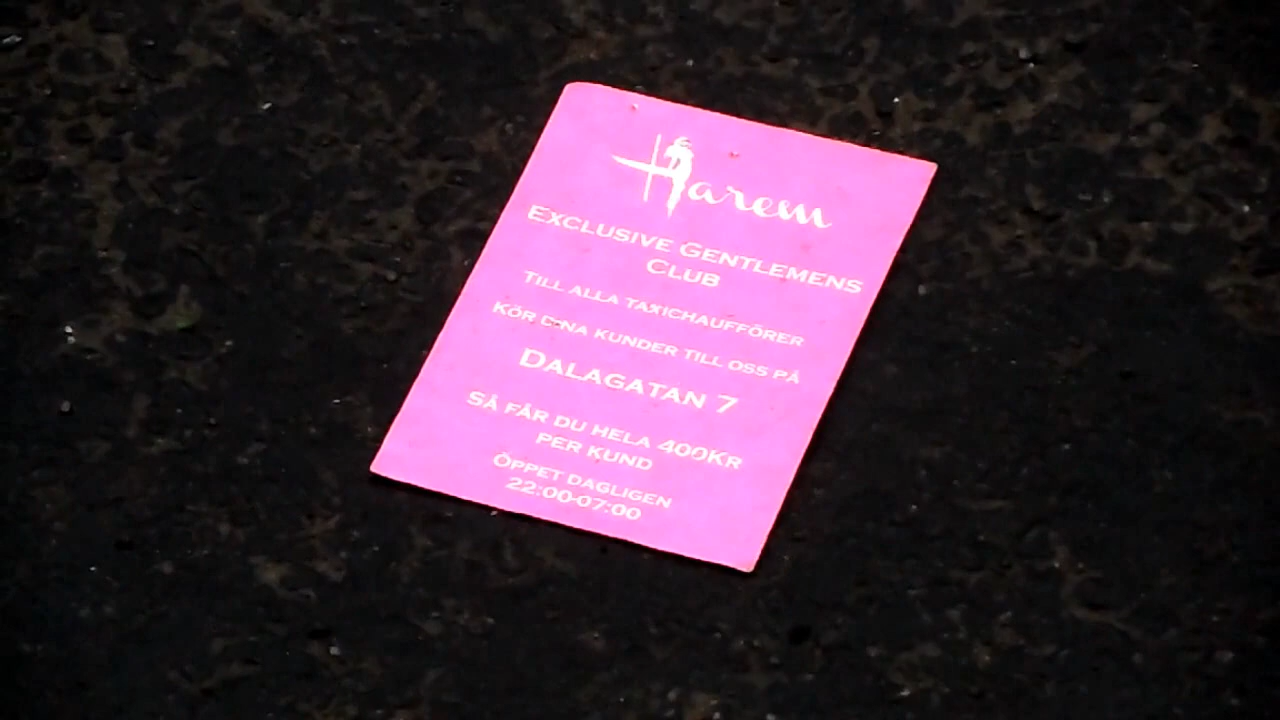 Harem
EXCLUSIVE GENTLEMENS
CLUB
TILL ALLA TAXICHAUFFÖRER
KÖR DINA KUNDER TILL OSS PÅ
DALAGATAN 7
SÅ FÅR DU HELA 400KR
PER KUND
ÖPPET DAGLIGEN
22:00-07:00